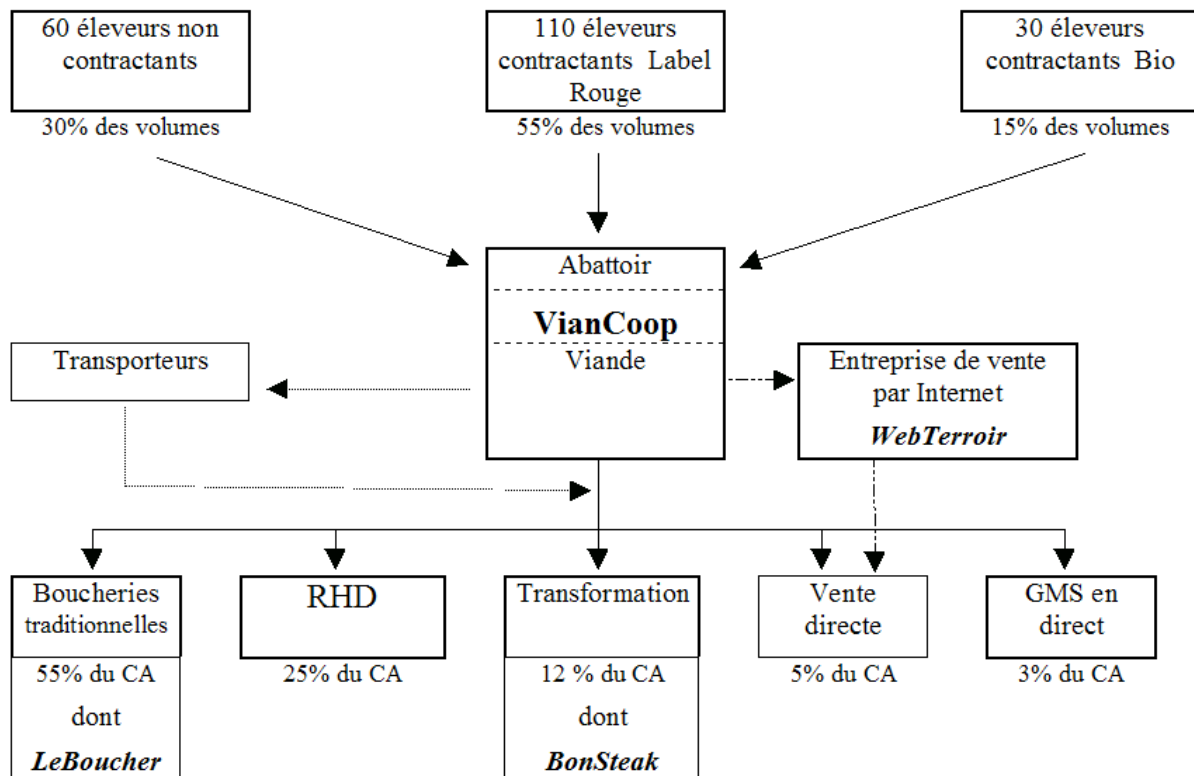 60 éleveurs non
contractants
30% des volumes
110 éleveurs
contractants Label
Rouge
55% des volumes
30 éleveurs
contractants Bio
15% des volumes
Abattoir
VianCoop
Viande
Transporteurs
Entreprise de vente
par Internet
WebTerroir
Boucheries
traditionnelles
55% du CA
dont
LeBoucher
RHD
25% du CA
Transformation
12 % du CA
dont
BonSteak
Vente
directe
5% du CA
GMS en
direct
3% du CA